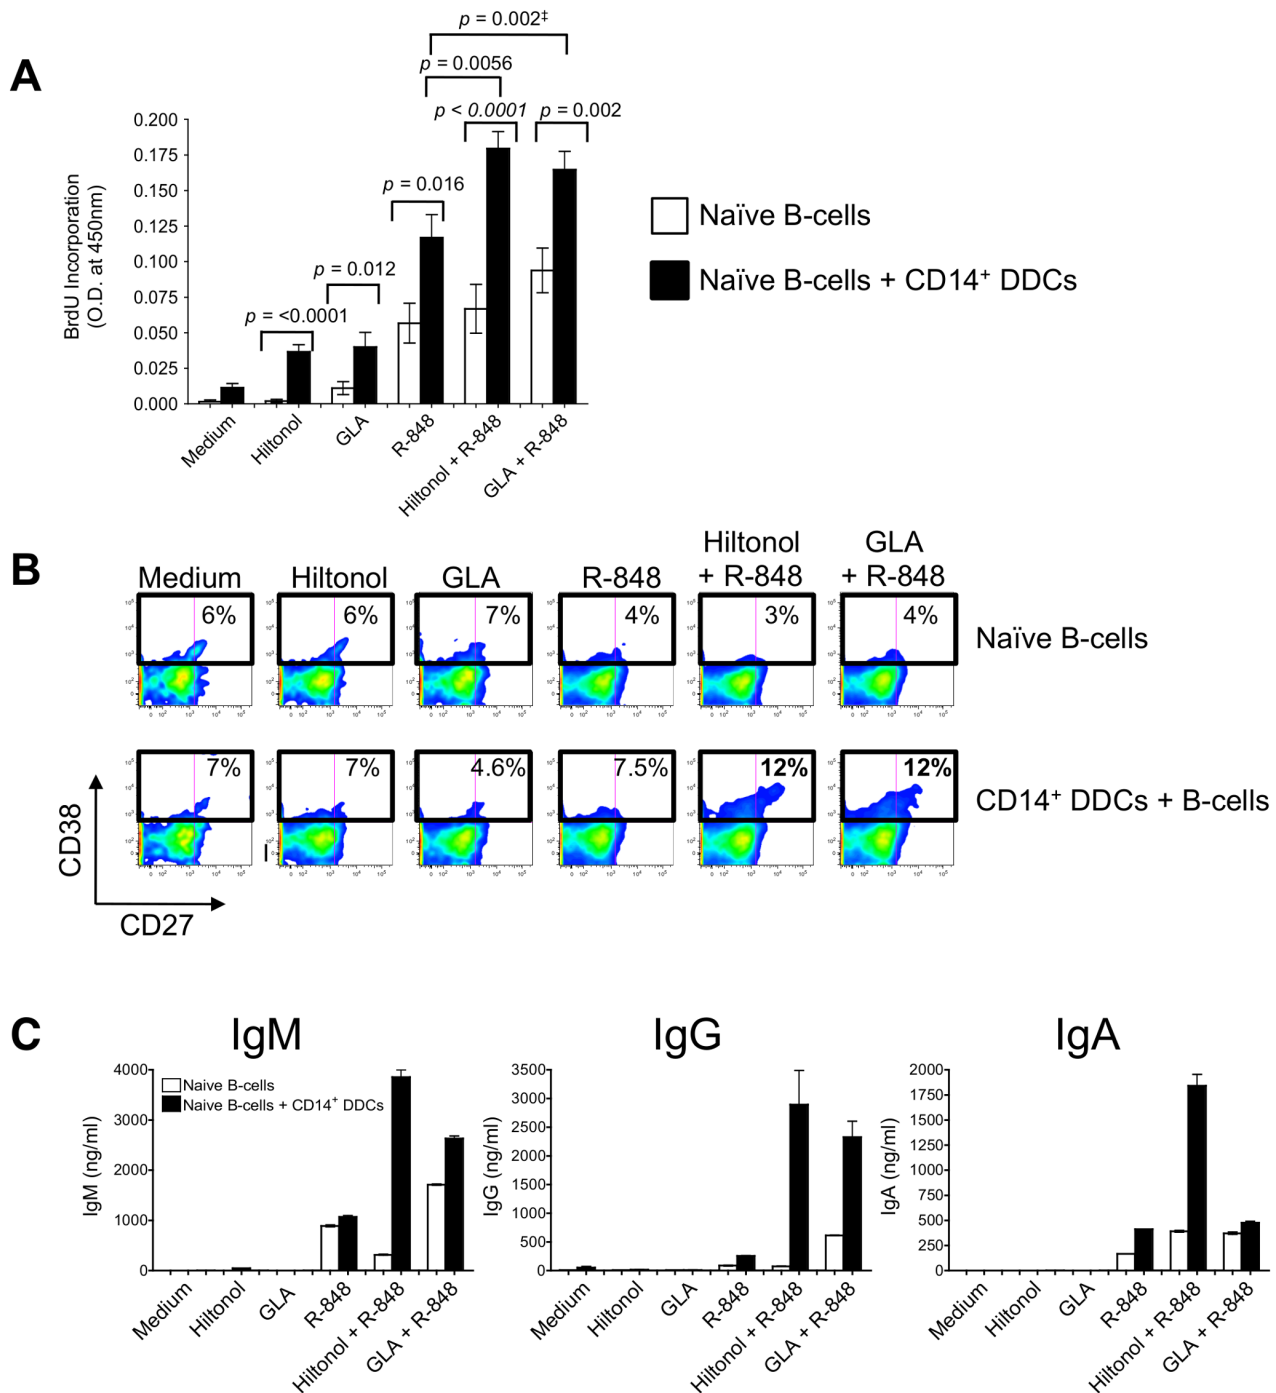 A
p = 0.002‡
p = 0.0056
p < 0.0001
p = 0.002
p = 0.016
p = 0.012
p = <0.0001
BrdU Incorporation
(O.D. at 450nm)
0.200
0.175
0.150
0.125
0.100
0.075
0.050
0.025
0.000
Medium
Hiltonol
GLA
R-848
Hiltonol + R-848
GLA + R-848
Naïve B-cells
Naïve B-cells + CD14⁺ DDCs
B
Medium
Hiltonol
GLA
R-848
Hiltonol
+ R-848
GLA
+ R-848
6%
6%
7%
4%
3%
4%
Naïve B-cells
7%
7%
4.6%
7.5%
12%
12%
CD14⁺ DDCs + B-cells
CD38
CD27
C
IgM
IgM (ng/ml)
4000
3000
2000
1000
0
Naive B-cells
Naive B-cells + CD14⁺ DDCs
Medium
Hiltonol
GLA
R-848
Hiltonol + R-848
GLA + R-848
IgG
IgG (ng/ml)
3500
3000
2500
2000
1500
1000
500
0
Medium
Hiltonol
GLA
R-848
Hiltonol + R-848
GLA + R-848
IgA
IgA (ng/ml)
2000
1750
1500
1250
1000
750
500
250
0
Medium
Hiltonol
GLA
R-848
Hiltonol + R-848
GLA + R-848